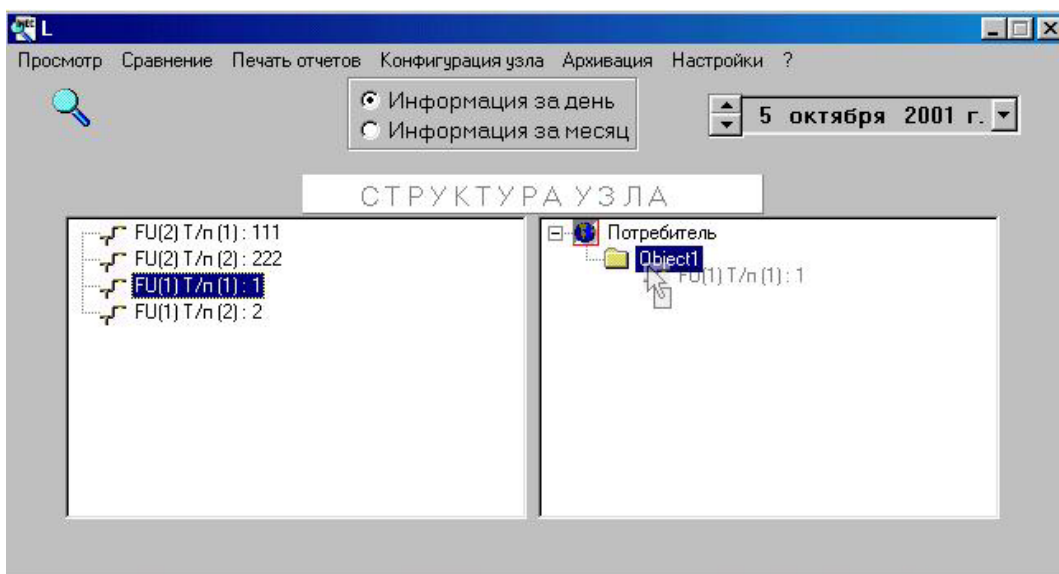 L
Просмотр Сравнение Печать отчетов Конфигурация узла Архивация Настройки ?
Информация за день
Информация за месяц
5 октября 2001 г.
СТРУКТУРА УЗЛА
FU(2) Т/п (1) : 111
FU(2) Т/п (2) : 222
FU(1) Т/п (1) : 1
FU(1) Т/п (2) : 2
Потребитель
Object1
FU(1) Т/п (1) : 1